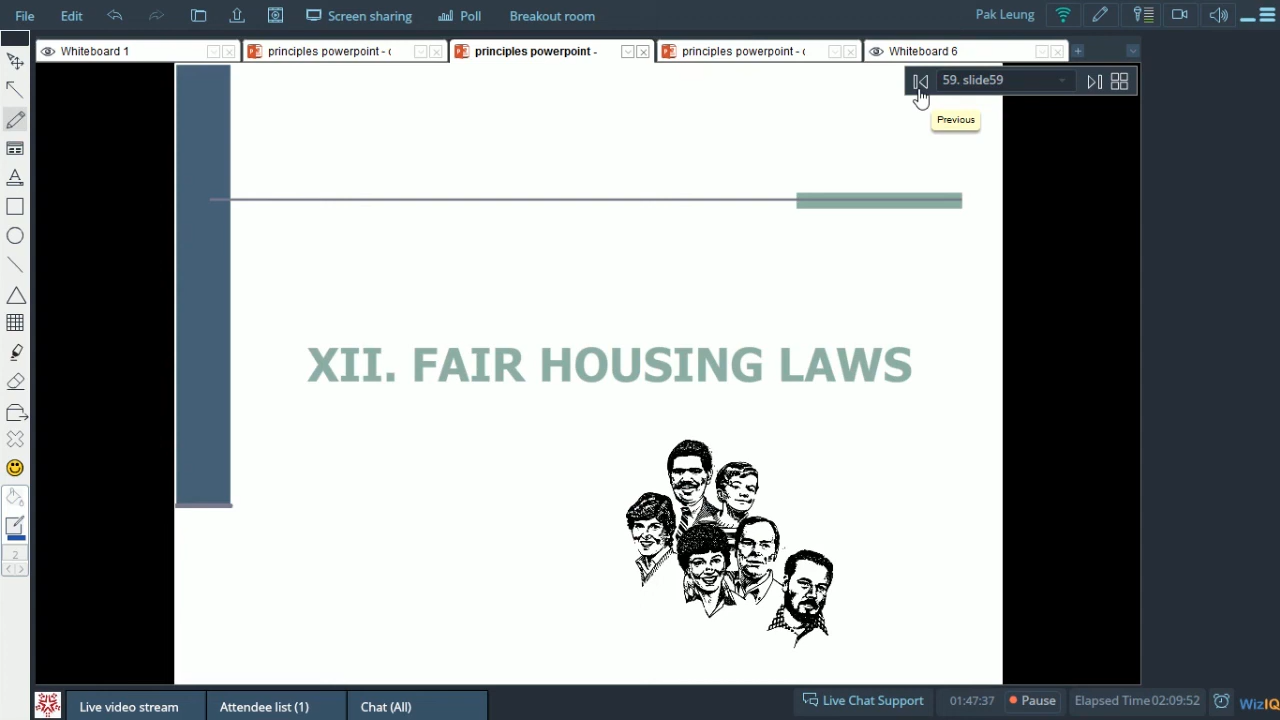 File Edit Screen sharing Poll Breakout room Pak Leung
Whiteboard 1 principles powerpoint - c principles powerpoint - principles powerpoint - c Whiteboard 6
59. slide59
Previous
XII. FAIR HOUSING LAWS
2
Live video stream Attendee list (1) Chat (All) Live Chat Support 01:47:37 Pause Elapsed Time 02:09:52 WizIQ